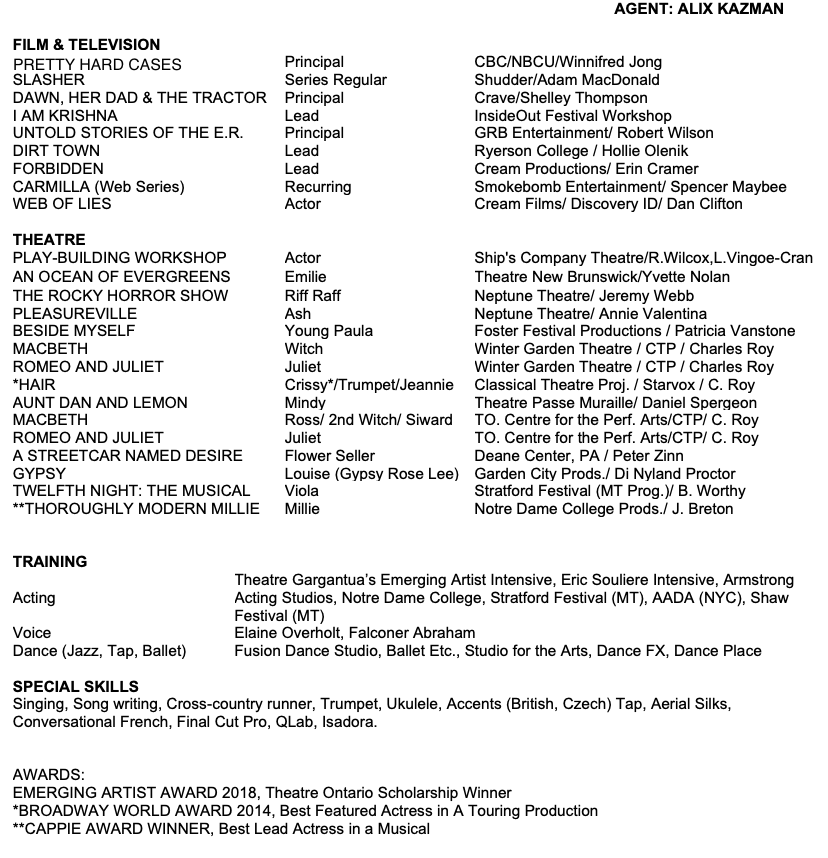 AGENT: ALIX KAZMAN
FILM & TELEVISION
PRETTY HARD CASES Principal CBC/NBCU/Winnifred Jong
SLASHER Series Regular Shudder/Adam MacDonald
DAWN, HER DAD & THE TRACTOR Principal Crave/Shelley Thompson
I AM KRISHNA Lead InsideOut Festival Workshop
UNTOLD STORIES OF THE E.R. Principal GRB Entertainment/ Robert Wilson
DIRT TOWN Lead Ryerson College / Hollie Olenik
FORBIDDEN Lead Cream Productions/ Erin Cramer
CARMILLA (Web Series) Recurring Smokebomb Entertainment/ Spencer Maybee
WEB OF LIES Actor Cream Films/ Discovery ID/ Dan Clifton
THEATRE
PLAY-BUILDING WORKSHOP Actor Ship's Company Theatre/R.Wilcox,L.Vingoe-Cran
AN OCEAN OF EVERGREENS Emilie Theatre New Brunswick/Yvette Nolan
THE ROCKY HORROR SHOW Riff Raff Neptune Theatre/ Jeremy Webb
PLEASUREVILLE Ash Neptune Theatre/ Annie Valentina
BESIDE MYSELF Young Paula Foster Festival Productions / Patricia Vanstone
MACBETH Witch Winter Garden Theatre / CTP / Charles Roy
ROMEO AND JULIET Juliet Winter Garden Theatre / CTP / Charles Roy
*HAIR Crissy*/Trumpet/Jeannie Classical Theatre Proj. / Starvox / C. Roy
AUNT DAN AND LEMON Mindy Theatre Passe Muraille/ Daniel Spergeon
MACBETH Ross/ 2nd Witch/ Siward TO. Centre for the Perf. Arts/CTP/ C. Roy
ROMEO AND JULIET Juliet TO. Centre for the Perf. Arts/CTP/ C. Roy
A STREETCAR NAMED DESIRE Flower Seller Deane Center, PA / Peter Zinn
GYPSY Louise (Gypsy Rose Lee) Garden City Prods./ Di Nyland Proctor
TWELFTH NIGHT: THE MUSICAL Viola Stratford Festival (MT Prog.)/ B. Worthy
**THOROUGHLY MODERN MILLIE Millie Notre Dame College Prods./ J. Breton
TRAINING
Theatre Gargantua’s Emerging Artist Intensive, Eric Souliere Intensive, Armstrong
Acting Acting Studios, Notre Dame College, Stratford Festival (MT), AADA (NYC), Shaw
Festival (MT)
Voice Elaine Overholt, Falconer Abraham
Dance (Jazz, Tap, Ballet) Fusion Dance Studio, Ballet Etc., Studio for the Arts, Dance FX, Dance Place
SPECIAL SKILLS
Singing, Song writing, Cross-country runner, Trumpet, Ukulele, Accents (British, Czech) Tap, Aerial Silks,
Conversational French, Final Cut Pro, QLab, Isadora.
AWARDS:
EMERGING ARTIST AWARD 2018, Theatre Ontario Scholarship Winner
*BROADWAY WORLD AWARD 2014, Best Featured Actress in A Touring Production
**CAPPIE AWARD WINNER, Best Lead Actress in a Musical